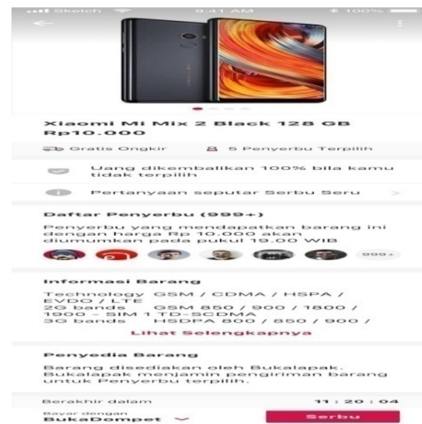 Sketch 9:41 AM 100%
Xiaomi Mi Mix 2 Black 128 GB
Rp10.000
Gratis Ongkir 5 Penyerbu Terpilih
Uang dikembalikan 100% bila kamu
tidak terpilih
Pertanyaan seputar Serbu Seru
Daftar Penyerbu (999+)
Penyerbu yang mendapatkan barang ini
dengan harga Rp 10.000 akan
diumumkan pada pukul 19.00 WIB
999+
Informasi Barang
Technology GSM / CDMA / HSPA /
EVDO / LTE
2G bands GSM 850 / 900 / 1800 /
1900 - SIM 1 TD-SCDMA
3G bands HSDPA 800 / 850 / 900 /
Lihat Selengkapnya
Penyedia Barang
Barang disediakan oleh Bukalapak.
Bukalapak menjamin pengiriman barang
untuk Penyerbu terpilih.
Berakhir dalam 11 : 20 : 04
Bayar dengan
BukaDompet Serbu